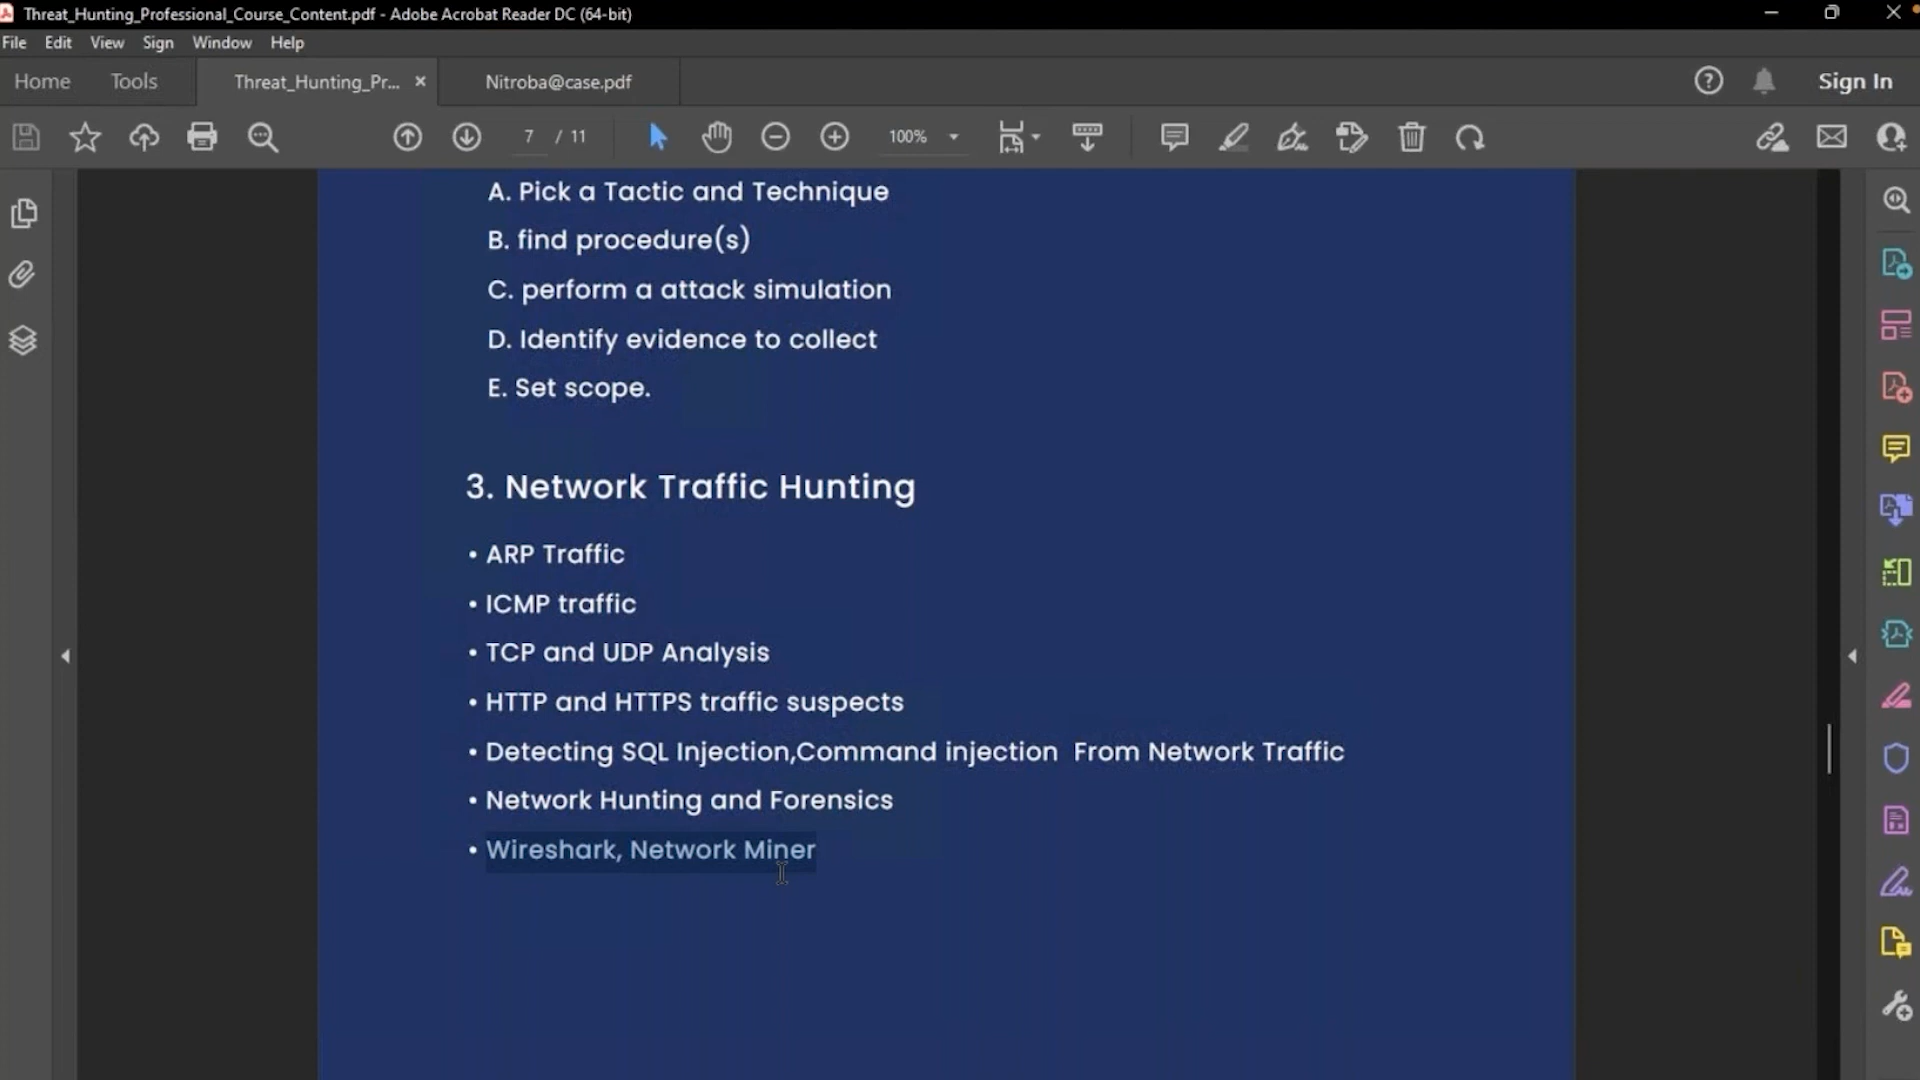 Threat_Hunting_Professional_Course_Content.pdf - Adobe Acrobat Reader DC (64-bit)
File Edit View Sign Window Help
Home Tools Threat_Hunting_Pr... × Nitroba@case.pdf Sign In
7 / 11 100%
A. Pick a Tactic and Technique
B. find procedure(s)
C. perform a attack simulation
D. Identify evidence to collect
E. Set scope.
3. Network Traffic Hunting
• ARP Traffic
• ICMP traffic
• TCP and UDP Analysis
• HTTP and HTTPS traffic suspects
• Detecting SQL Injection,Command injection From Network Traffic
• Network Hunting and Forensics
• Wireshark, Network Miner